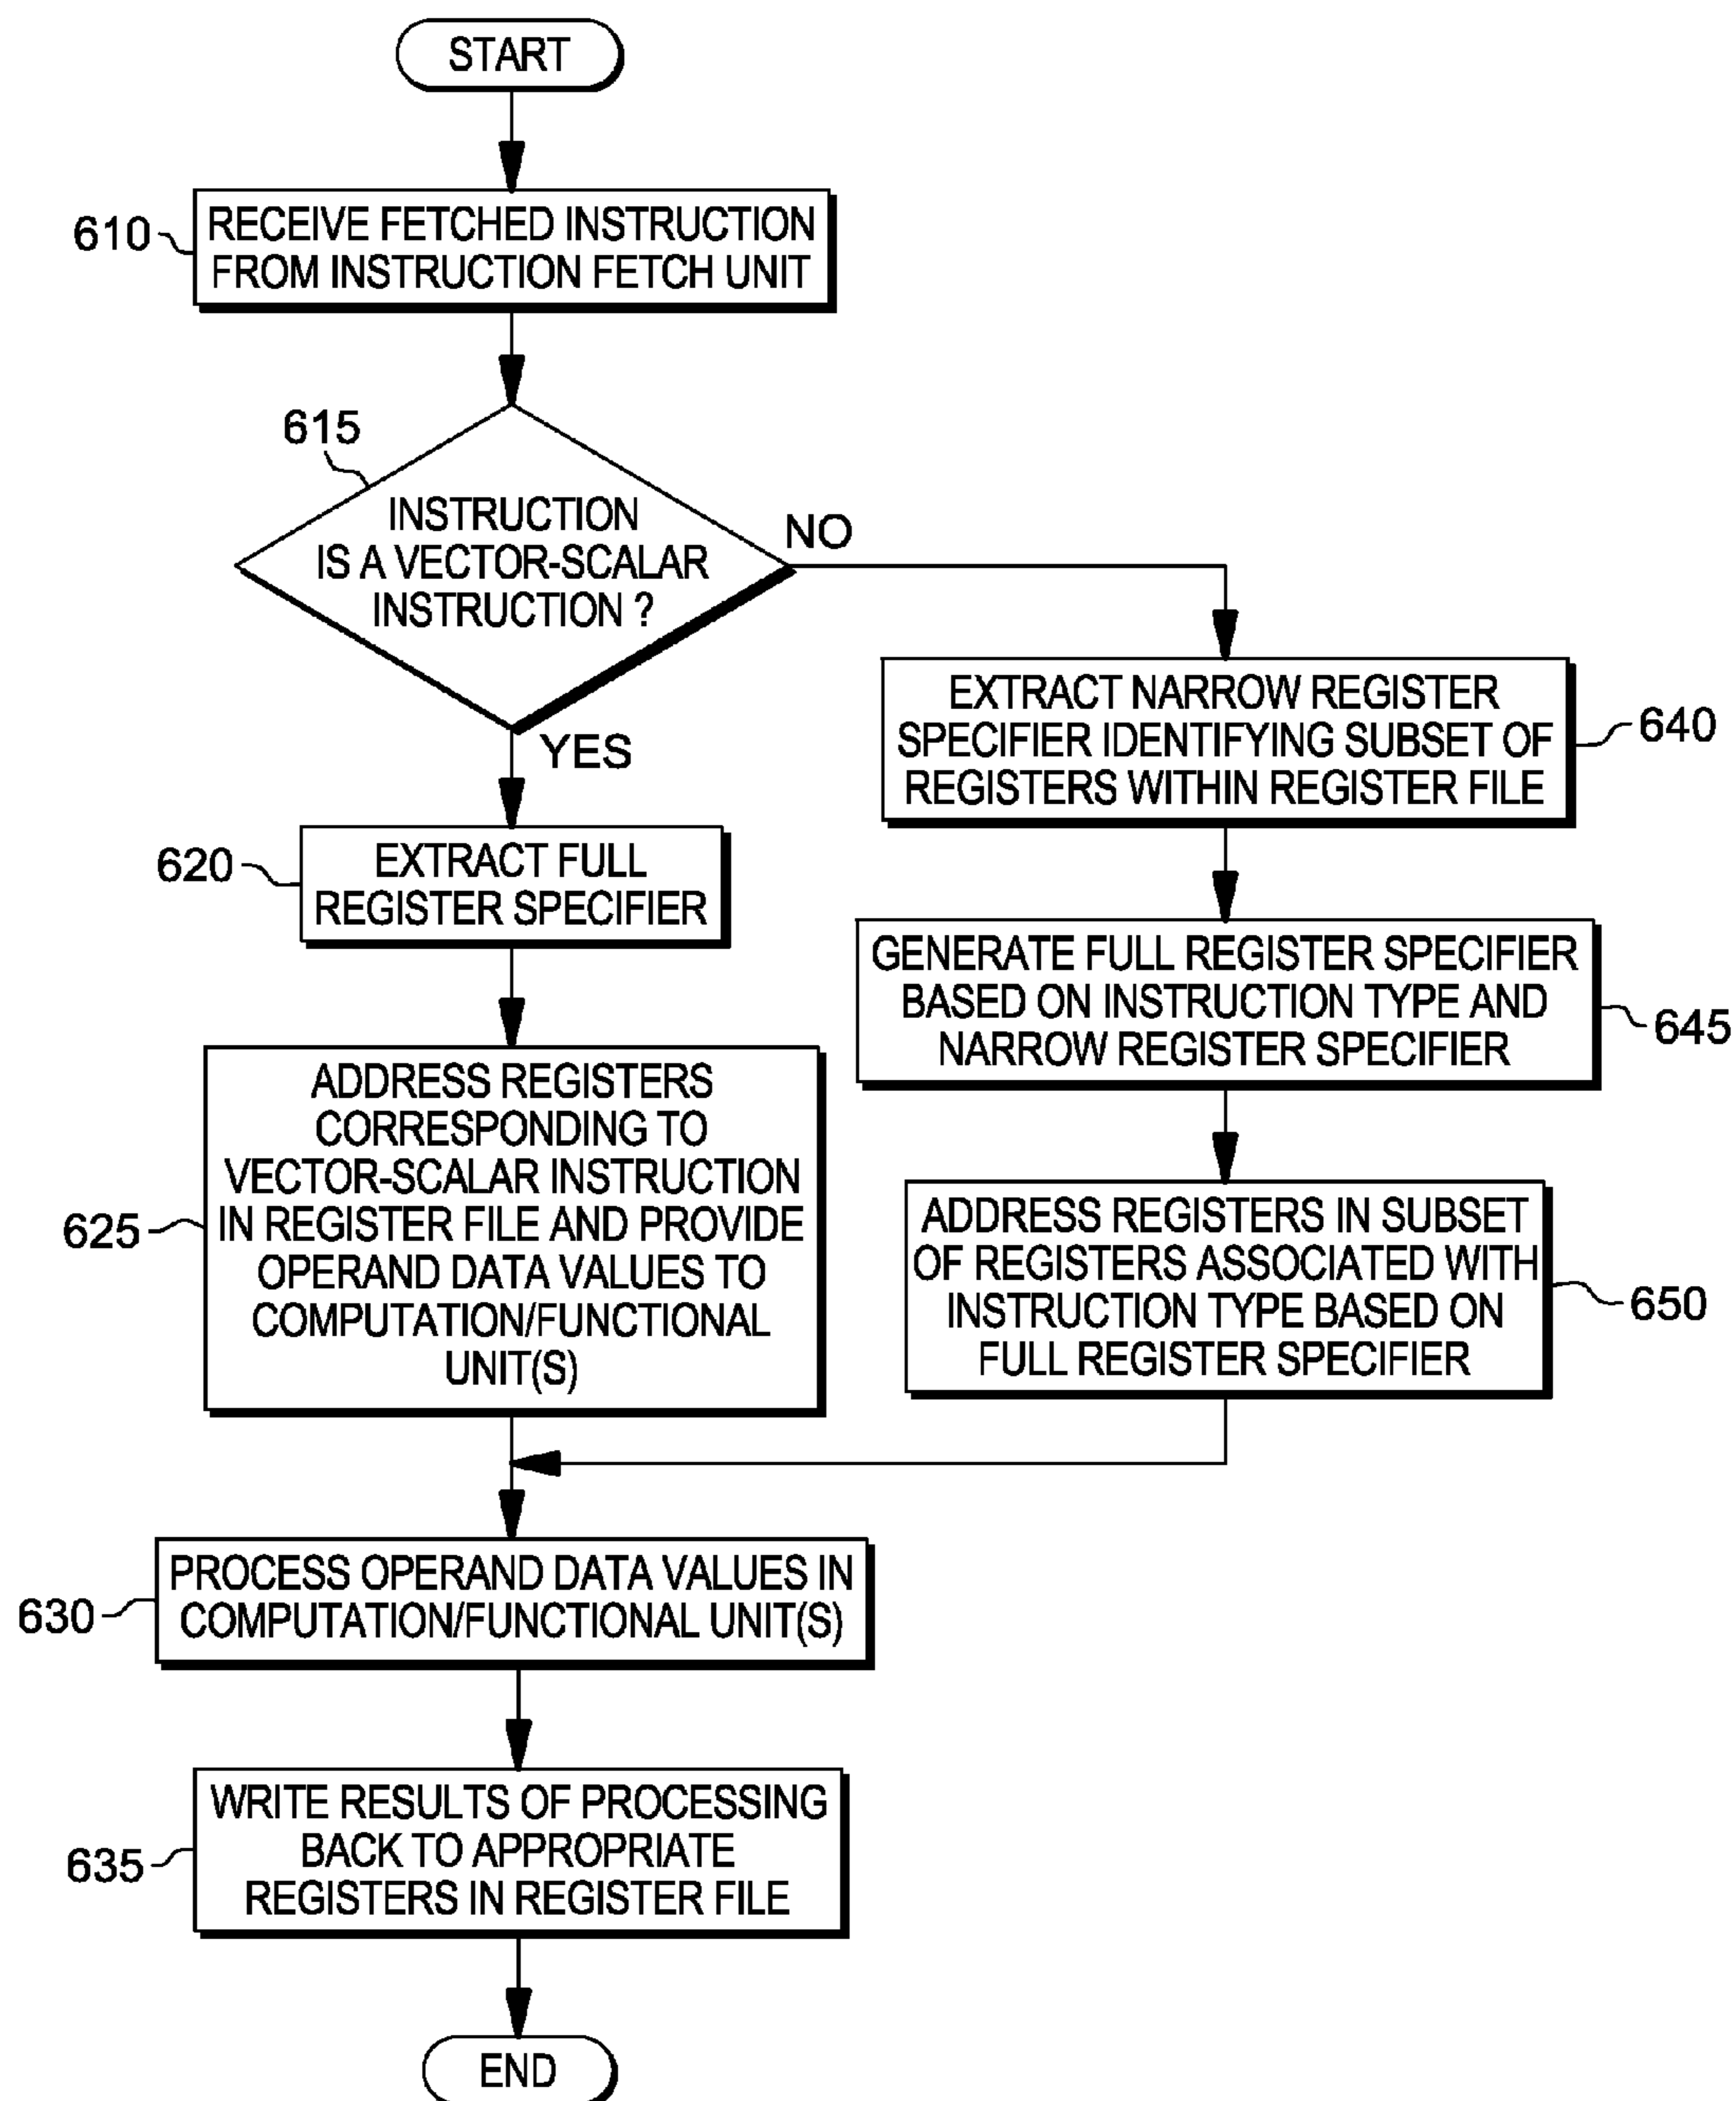 START
610
RECEIVE FETCHED INSTRUCTION
FROM INSTRUCTION FETCH UNIT
615
INSTRUCTION
IS A VECTOR-SCALAR
INSTRUCTION ?
NO
YES
620
EXTRACT FULL
REGISTER SPECIFIER
625
ADDRESS REGISTERS
CORRESPONDING TO
VECTOR-SCALAR INSTRUCTION
IN REGISTER FILE AND PROVIDE
OPERAND DATA VALUES TO
COMPUTATION/FUNCTIONAL
UNIT(S)
EXTRACT NARROW REGISTER
SPECIFIER IDENTIFYING SUBSET OF
REGISTERS WITHIN REGISTER FILE
640
GENERATE FULL REGISTER SPECIFIER
BASED ON INSTRUCTION TYPE AND
NARROW REGISTER SPECIFIER
645
ADDRESS REGISTERS IN SUBSET
OF REGISTERS ASSOCIATED WITH
INSTRUCTION TYPE BASED ON
FULL REGISTER SPECIFIER
650
630
PROCESS OPERAND DATA VALUES IN
COMPUTATION/FUNCTIONAL UNIT(S)
635
WRITE RESULTS OF PROCESSING
BACK TO APPROPRIATE
REGISTERS IN REGISTER FILE
END